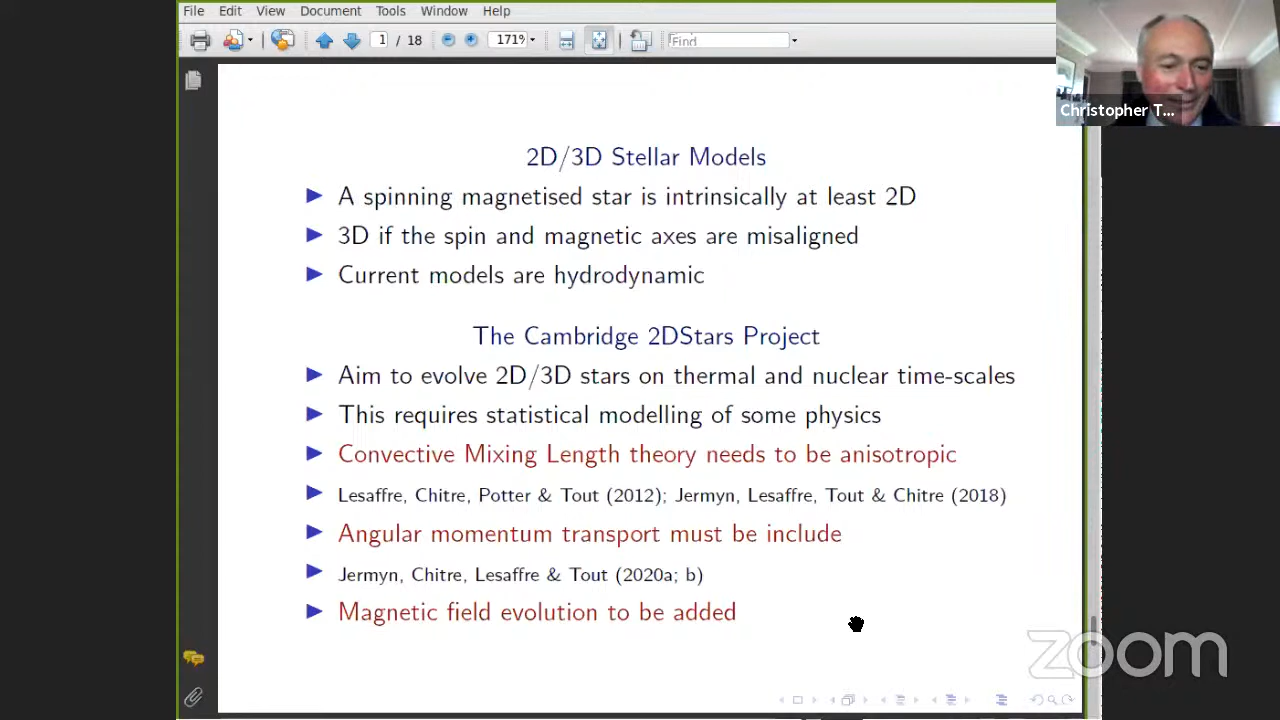 File Edit View Document Tools Window Help
1 / 18 171% Find
Christopher T...
2D/3D Stellar Models
A spinning magnetised star is intrinsically at least 2D
3D if the spin and magnetic axes are misaligned
Current models are hydrodynamic
The Cambridge 2DStars Project
Aim to evolve 2D/3D stars on thermal and nuclear time-scales
This requires statistical modelling of some physics
Convective Mixing Length theory needs to be anisotropic
Lesaffre, Chitre, Potter & Tout (2012); Jermyn, Lesaffre, Tout & Chitre (2018)
Angular momentum transport must be include
Jermyn, Chitre, Lesaffre & Tout (2020a; b)
Magnetic field evolution to be added
zoom